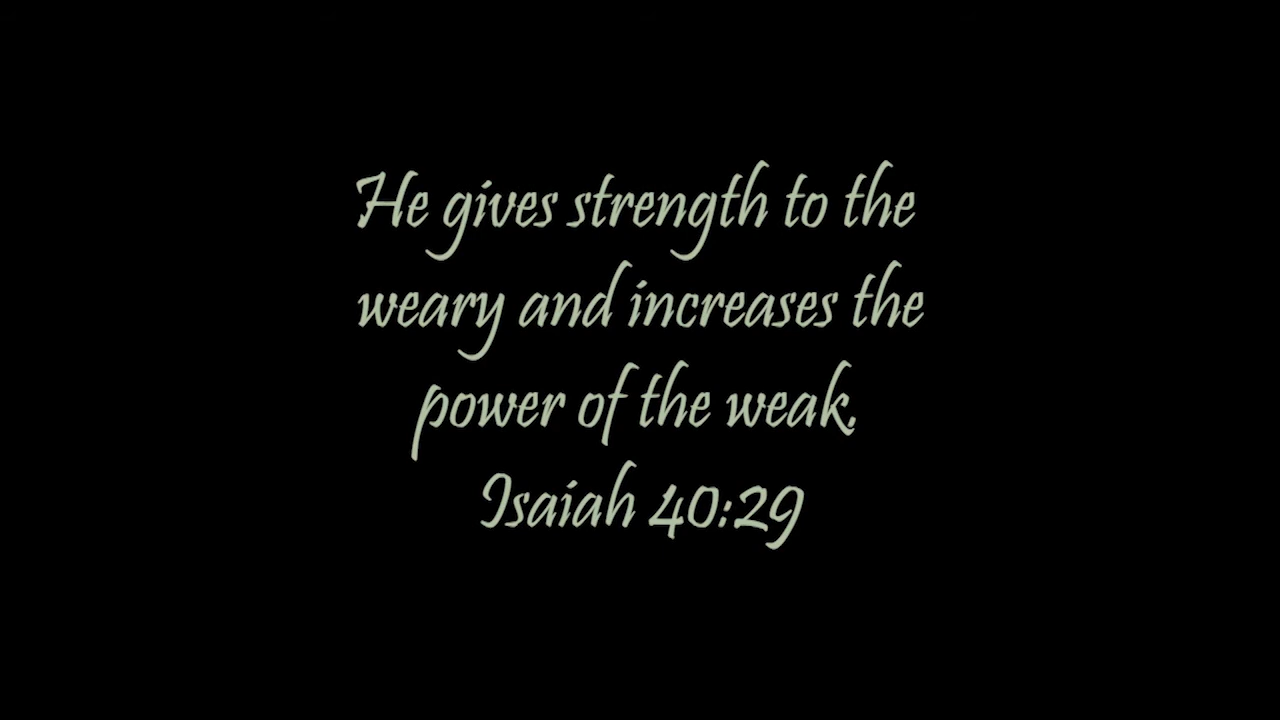 He gives strength to the
weary and increases the
power of the weak.
Isaiah 40:29